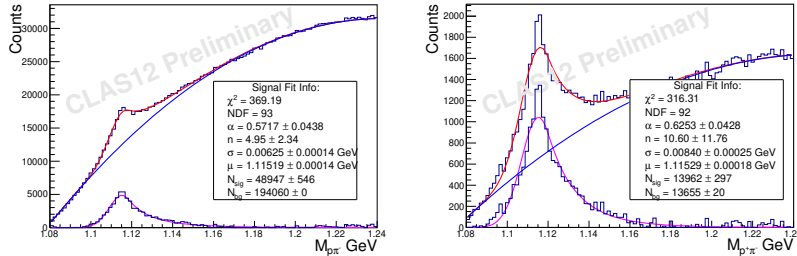 Counts
30000
25000
20000
15000
10000
5000
0
CLAS12 Preliminary
Signal Fit Info:
χ² = 369.19
NDF = 93
α = 0.5717 ± 0.0438
n = 4.95 ± 2.34
σ = 0.00625 ± 0.00014 GeV
μ = 1.11519 ± 0.00014 GeV
N_sig = 48947 ± 546
N_bg = 194060 ± 0
1.08 1.1 1.12 1.14 1.16 1.18 1.2 1.22 1.24
M_pπ⁻ GeV
Counts
2000
1800
1600
1400
1200
1000
800
600
400
200
0
CLAS12 Preliminary
Signal Fit Info:
χ² = 316.31
NDF = 92
α = 0.6253 ± 0.0428
n = 10.60 ± 11.76
σ = 0.00840 ± 0.00025 GeV
μ = 1.11529 ± 0.00018 GeV
N_sig = 13962 ± 297
N_bg = 13655 ± 20
1.08 1.1 1.12 1.14 1.16 1.18 1.2 1.22 1.24
M_p⁺π⁻ GeV